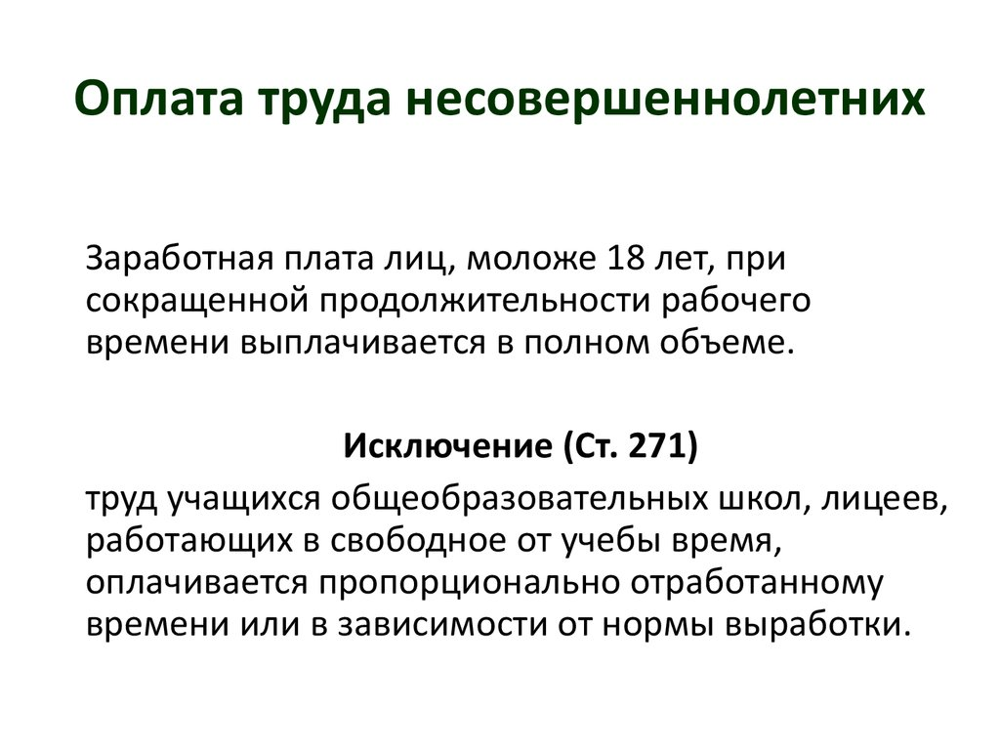 Оплата труда несовершеннолетних
Заработная плата лиц, моложе 18 лет, при
сокращенной продолжительности рабочего
времени выплачивается в полном объеме.
Исключение (Ст. 271)
труд учащихся общеобразовательных школ, лицеев,
работающих в свободное от учебы время,
оплачивается пропорционально отработанному
времени или в зависимости от нормы выработки.